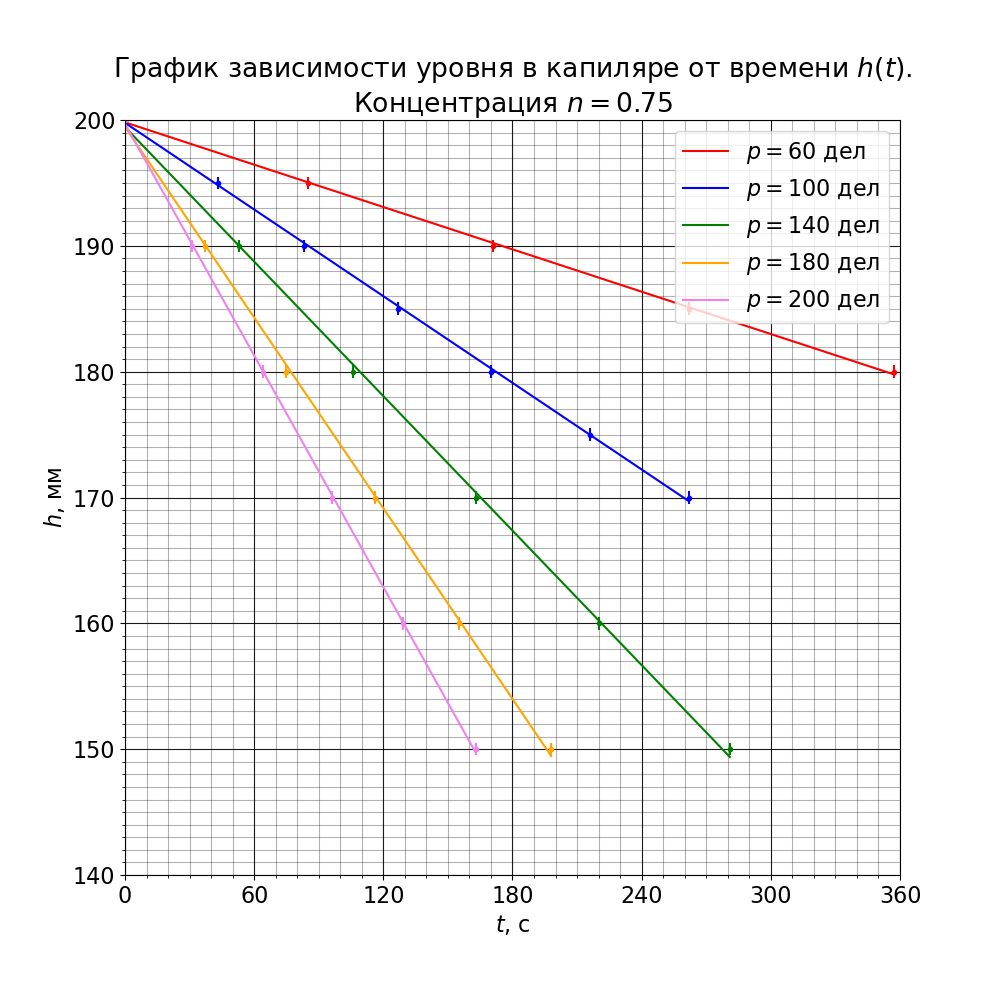 График зависимости уровня в капиляре от времени h(t).
Концентрация n = 0.75
200
190
180
170
160
150
140
h, мм
p = 60 дел
p = 100 дел
p = 140 дел
p = 180 дел
p = 200 дел
0 60 120 180 240 300 360
t, с